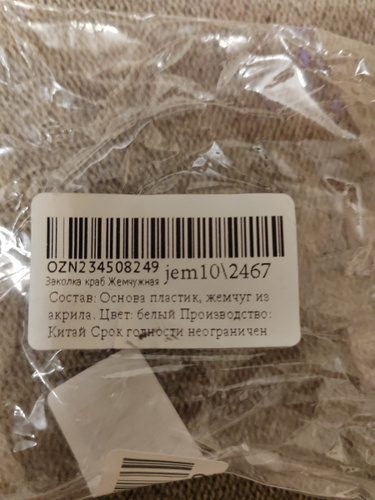 OZN234508249 jem10\2467
Заколка краб Жемчужная
Состав: Основа пластик, жемчуг из
акрила. Цвет: белый Производство:
Китай Срок годности неограничен